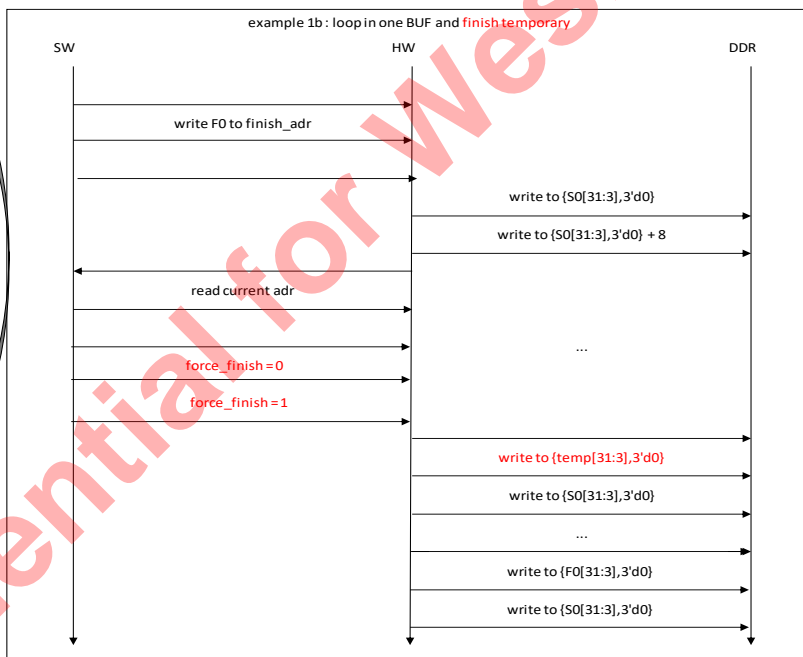 example 1b : loop in one BUF and finish temporary
SW HW DDR
write F0 to finish_adr
write to {S0[31:3],3'd0}
write to {S0[31:3],3'd0} + 8
read current adr
...
force_finish = 0
force_finish = 1
write to {temp[31:3],3'd0}
write to {S0[31:3],3'd0}
...
write to {F0[31:3],3'd0}
write to {S0[31:3],3'd0}
ential for Wes